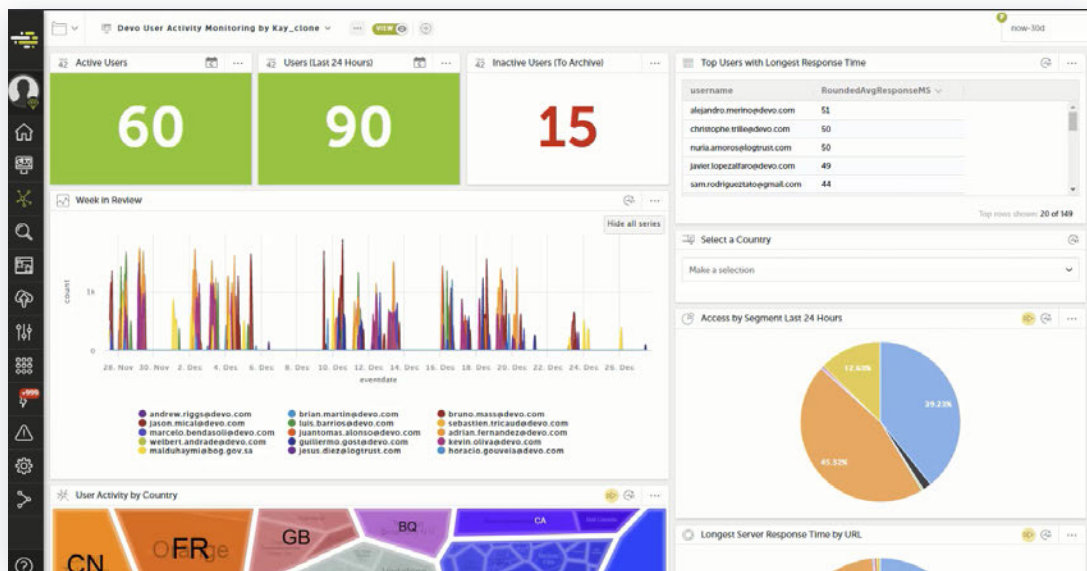 Devo User Activity Monitoring by Kay_clone
VIEW
now-30d
42 Active Users
60
42 Users (Last 24 Hours)
90
42 Inactive Users (To Archive)
15
Top Users with Longest Response Time
username RoundedAvgResponseMS
alejandro.merino@devo.com 51
christophe.trille@devo.com 50
nuria.amoros@logtrust.com 50
javier.lopezalfaro@devo.com 49
sam.rodrigueztato@gmail.com 44
Top rows shown: 20 of 149
Week in Review
Hide all series
count
1k
0
28. Nov 30. Nov 2. Dec 4. Dec 6. Dec 8. Dec 10. Dec 12. Dec 14. Dec 16. Dec 18. Dec 20. Dec 22. Dec 24. Dec 26. Dec
eventdate
andrew.riggs@devo.com brian.martin@devo.com bruno.mass@devo.com
jason.mical@devo.com luis.barrios@devo.com sebastien.tricaud@devo.com
marcelo.bendasoli@devo.com juantomas.alonso@devo.com adrian.fernandez@devo.com
welbert.andrade@devo.com guillermo.gost@devo.com kevin.oliva@devo.com
malduhaymi@bog.gov.sa jesus.diez@logtrust.com horacio.gouveia@devo.com
Select a Country
Make a selection
Access by Segment Last 24 Hours
12.60%
39.23%
45.32%
+999
User Activity by Country
CN
FR
Orange
GB
BQ
CA
Longest Server Response Time by URL